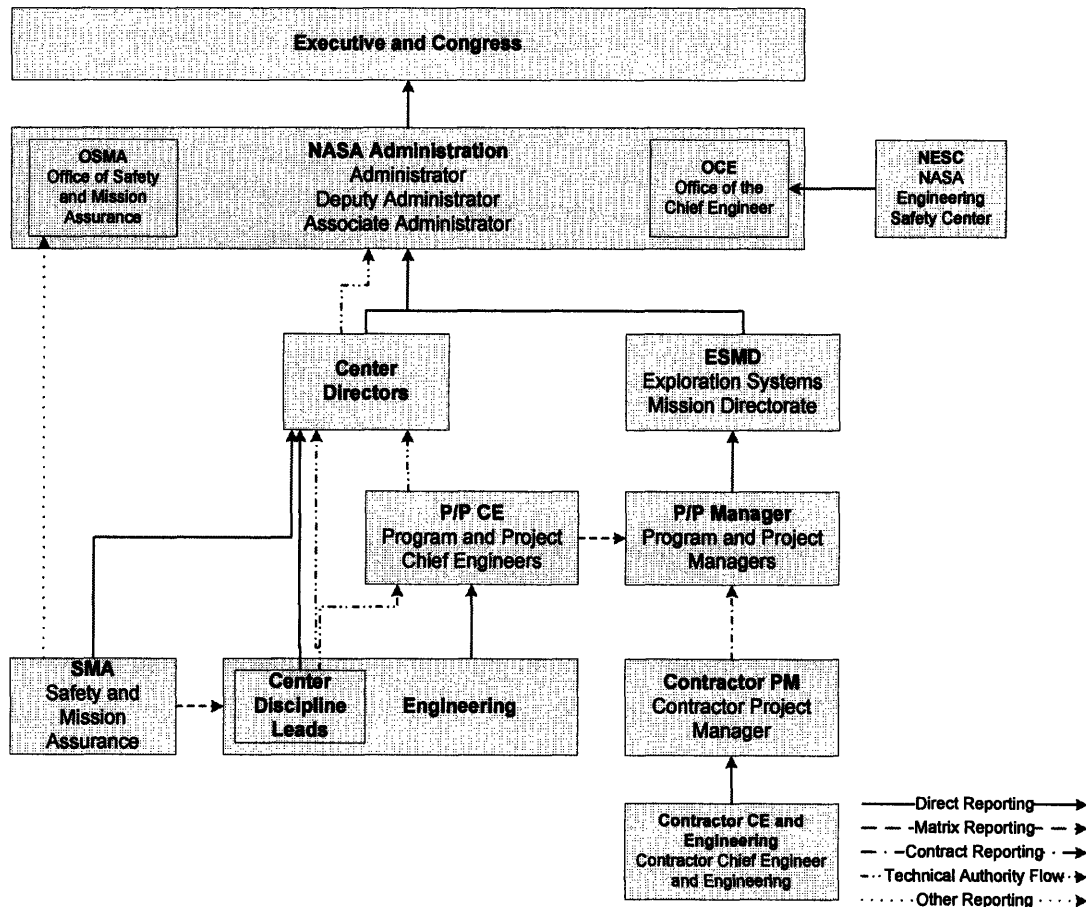 Executive and Congress
OSMA
Office of Safety
and Mission
Assurance
NASA Administration
Administrator
Deputy Administrator
Associate Administrator
OCE
Office of the
Chief Engineer
NESC
NASA
Engineering
Safety Center
Center
Directors
ESMD
Exploration Systems
Mission Directorate
P/P CE
Program and Project
Chief Engineers
P/P Manager
Program and Project
Managers
SMA
Safety and
Mission
Assurance
Center
Discipline
Leads
Engineering
Contractor PM
Contractor Project
Manager
Contractor CE and
Engineering
Contractor Chief Engineer
and Engineering
Direct Reporting
Matrix Reporting
Contract Reporting
Technical Authority Flow
Other Reporting